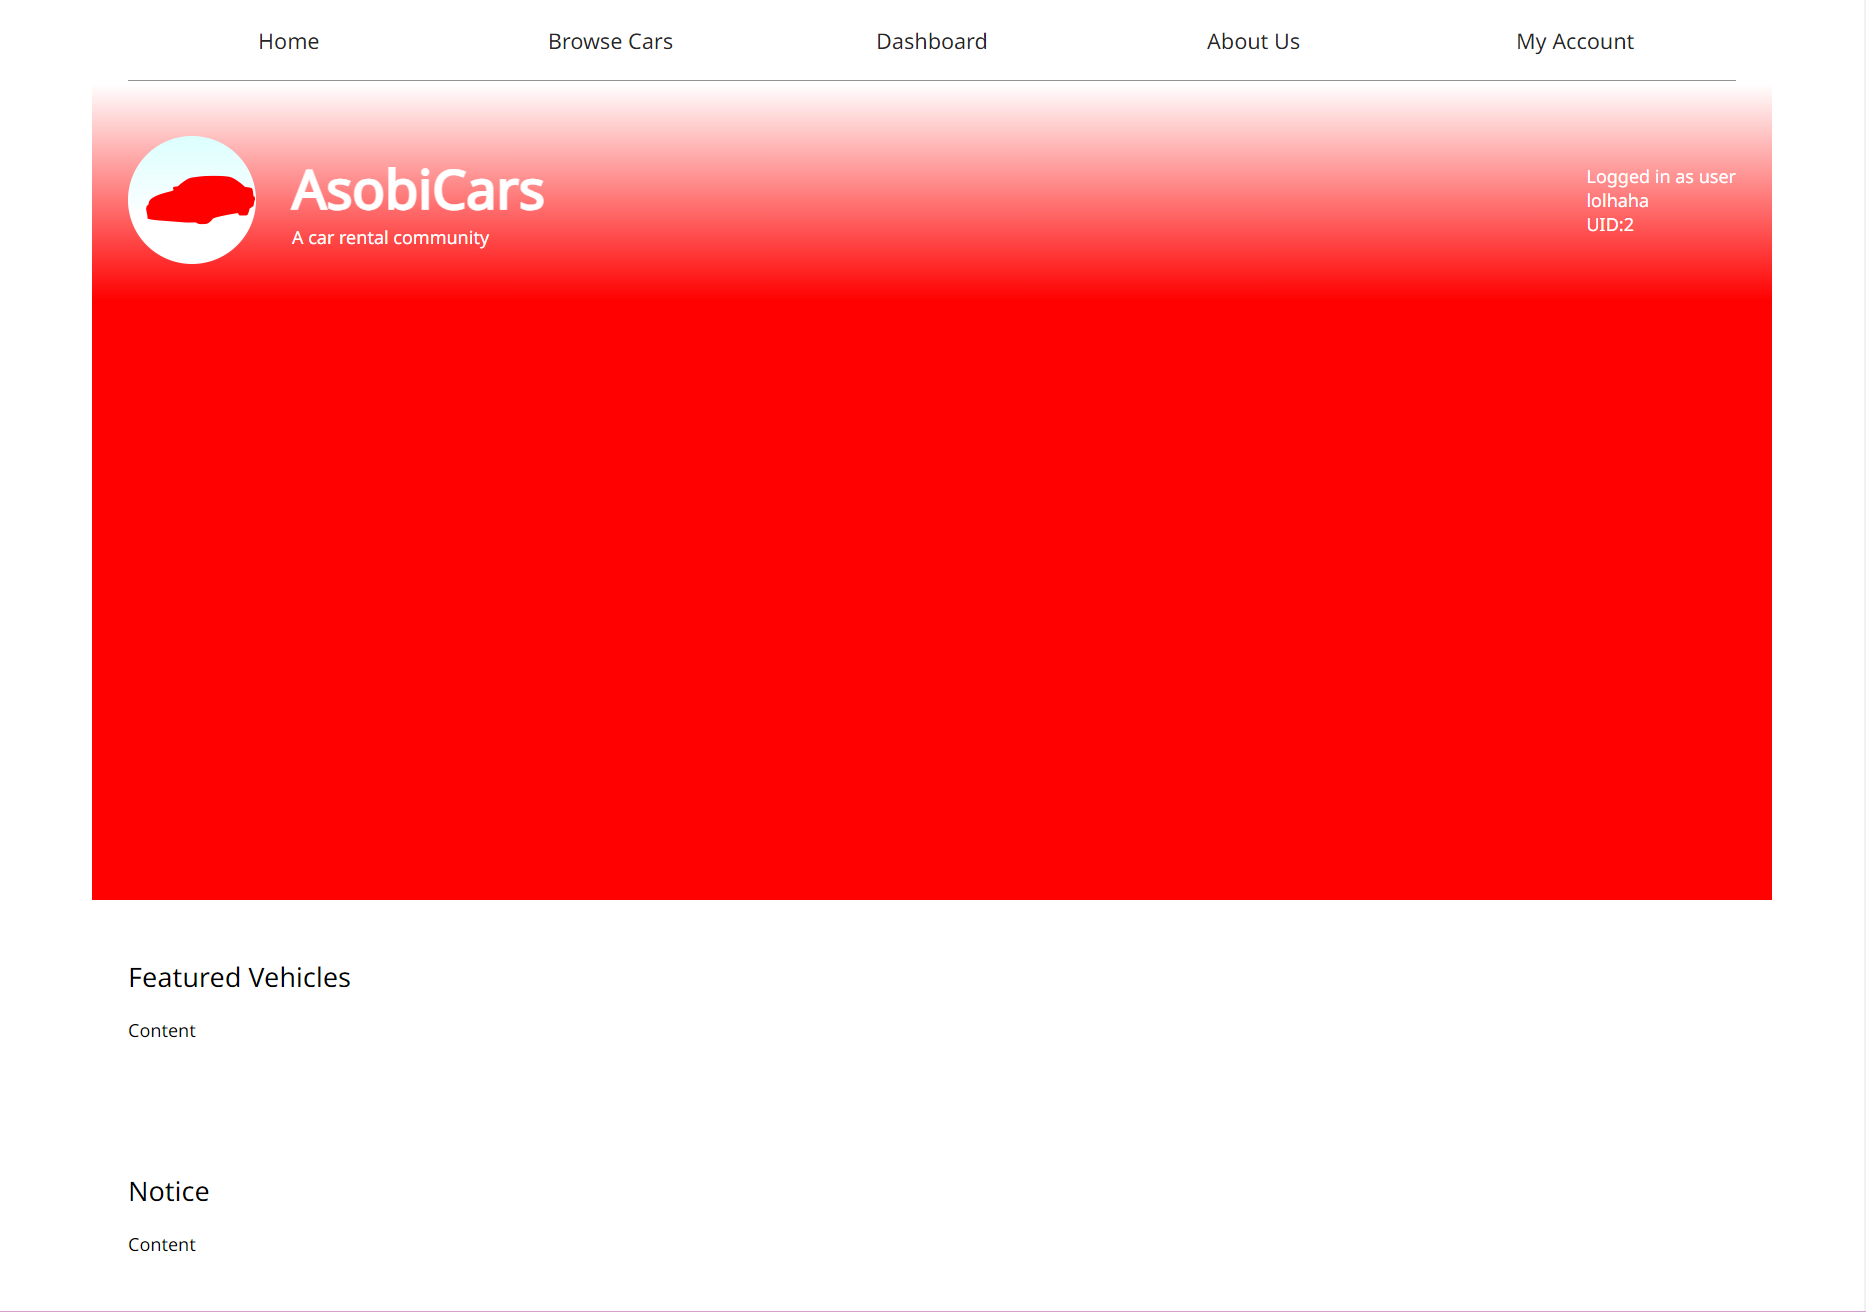 Home Browse Cars Dashboard About Us My Account
AsobiCars
A car rental community
Logged in as user
lolhaha
UID:2
Featured Vehicles
Content
Notice
Content